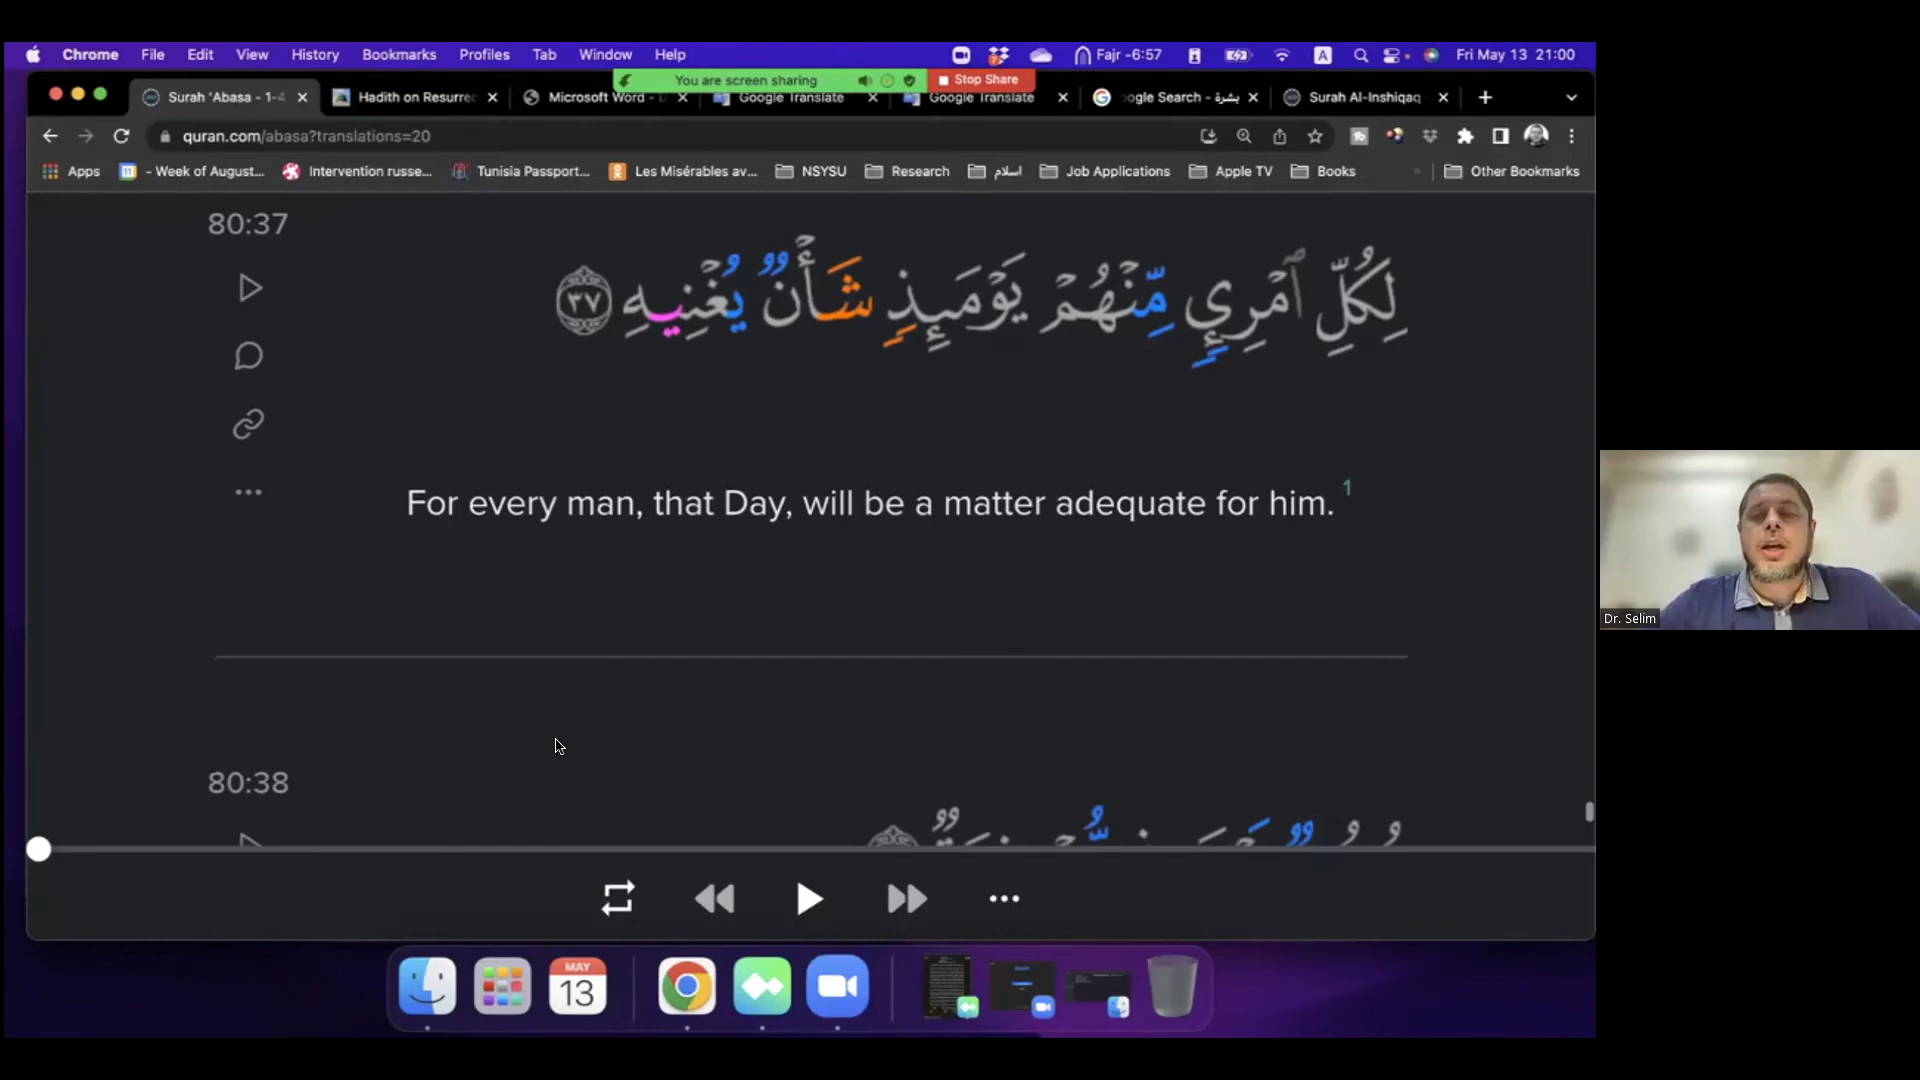 Chrome File Edit View History Bookmarks Profiles Tab Window Help Fajr -6:57 A Fri May 13 21:00
You are screen sharing Stop Share
Surah 'Abasa - 1-4 Hadith on Resurrec Microsoft Word - Google Translate Google Translate بشرة - oogle Search Surah Al-Inshiqaq
quran.com/abasa?translations=20
Apps - Week of August... Intervention russe... Tunisia Passport... Les Misérables av... NSYSU Research اسلام Job Applications Apple TV Books » Other Bookmarks
80:37
لِكُلِّ ٱمْرِئٍ مِّنْهُمْ يَوْمَئِذٍ شَأْنٌ يُغْنِيهِ ٣٧
For every man, that Day, will be a matter adequate for him. 1
80:38
MAY
13
Dr. Selim